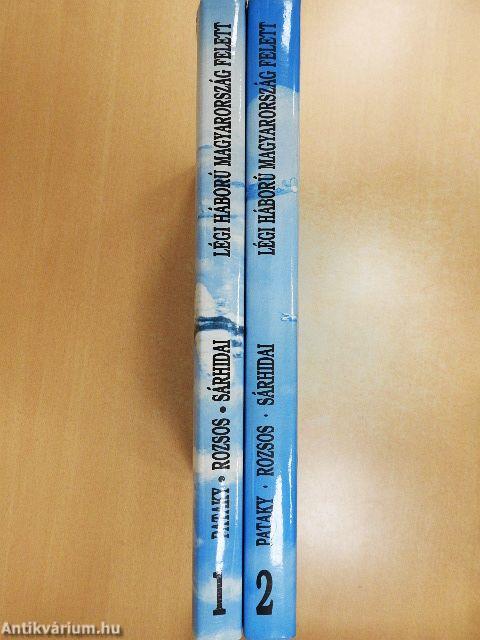 1 PATAKY • ROZSOS • SÁRHIDAI LÉGI HÁBORÚ MAGYARORSZÁG FELETT
2 PATAKY · ROZSOS · SÁRHIDAI LÉGI HÁBORÚ MAGYARORSZÁG FELETT
Antikvárium.hu